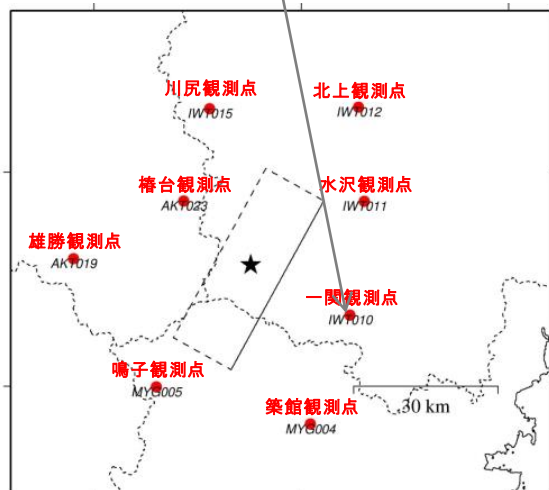 川尻観測点
IWT015
北上観測点
IWT012
椿台観測点
AKT023
水沢観測点
IWT011
雄勝観測点
AKT019
一関観測点
IWT010
鳴子観測点
MYG005
30 km
築館観測点
MYG004